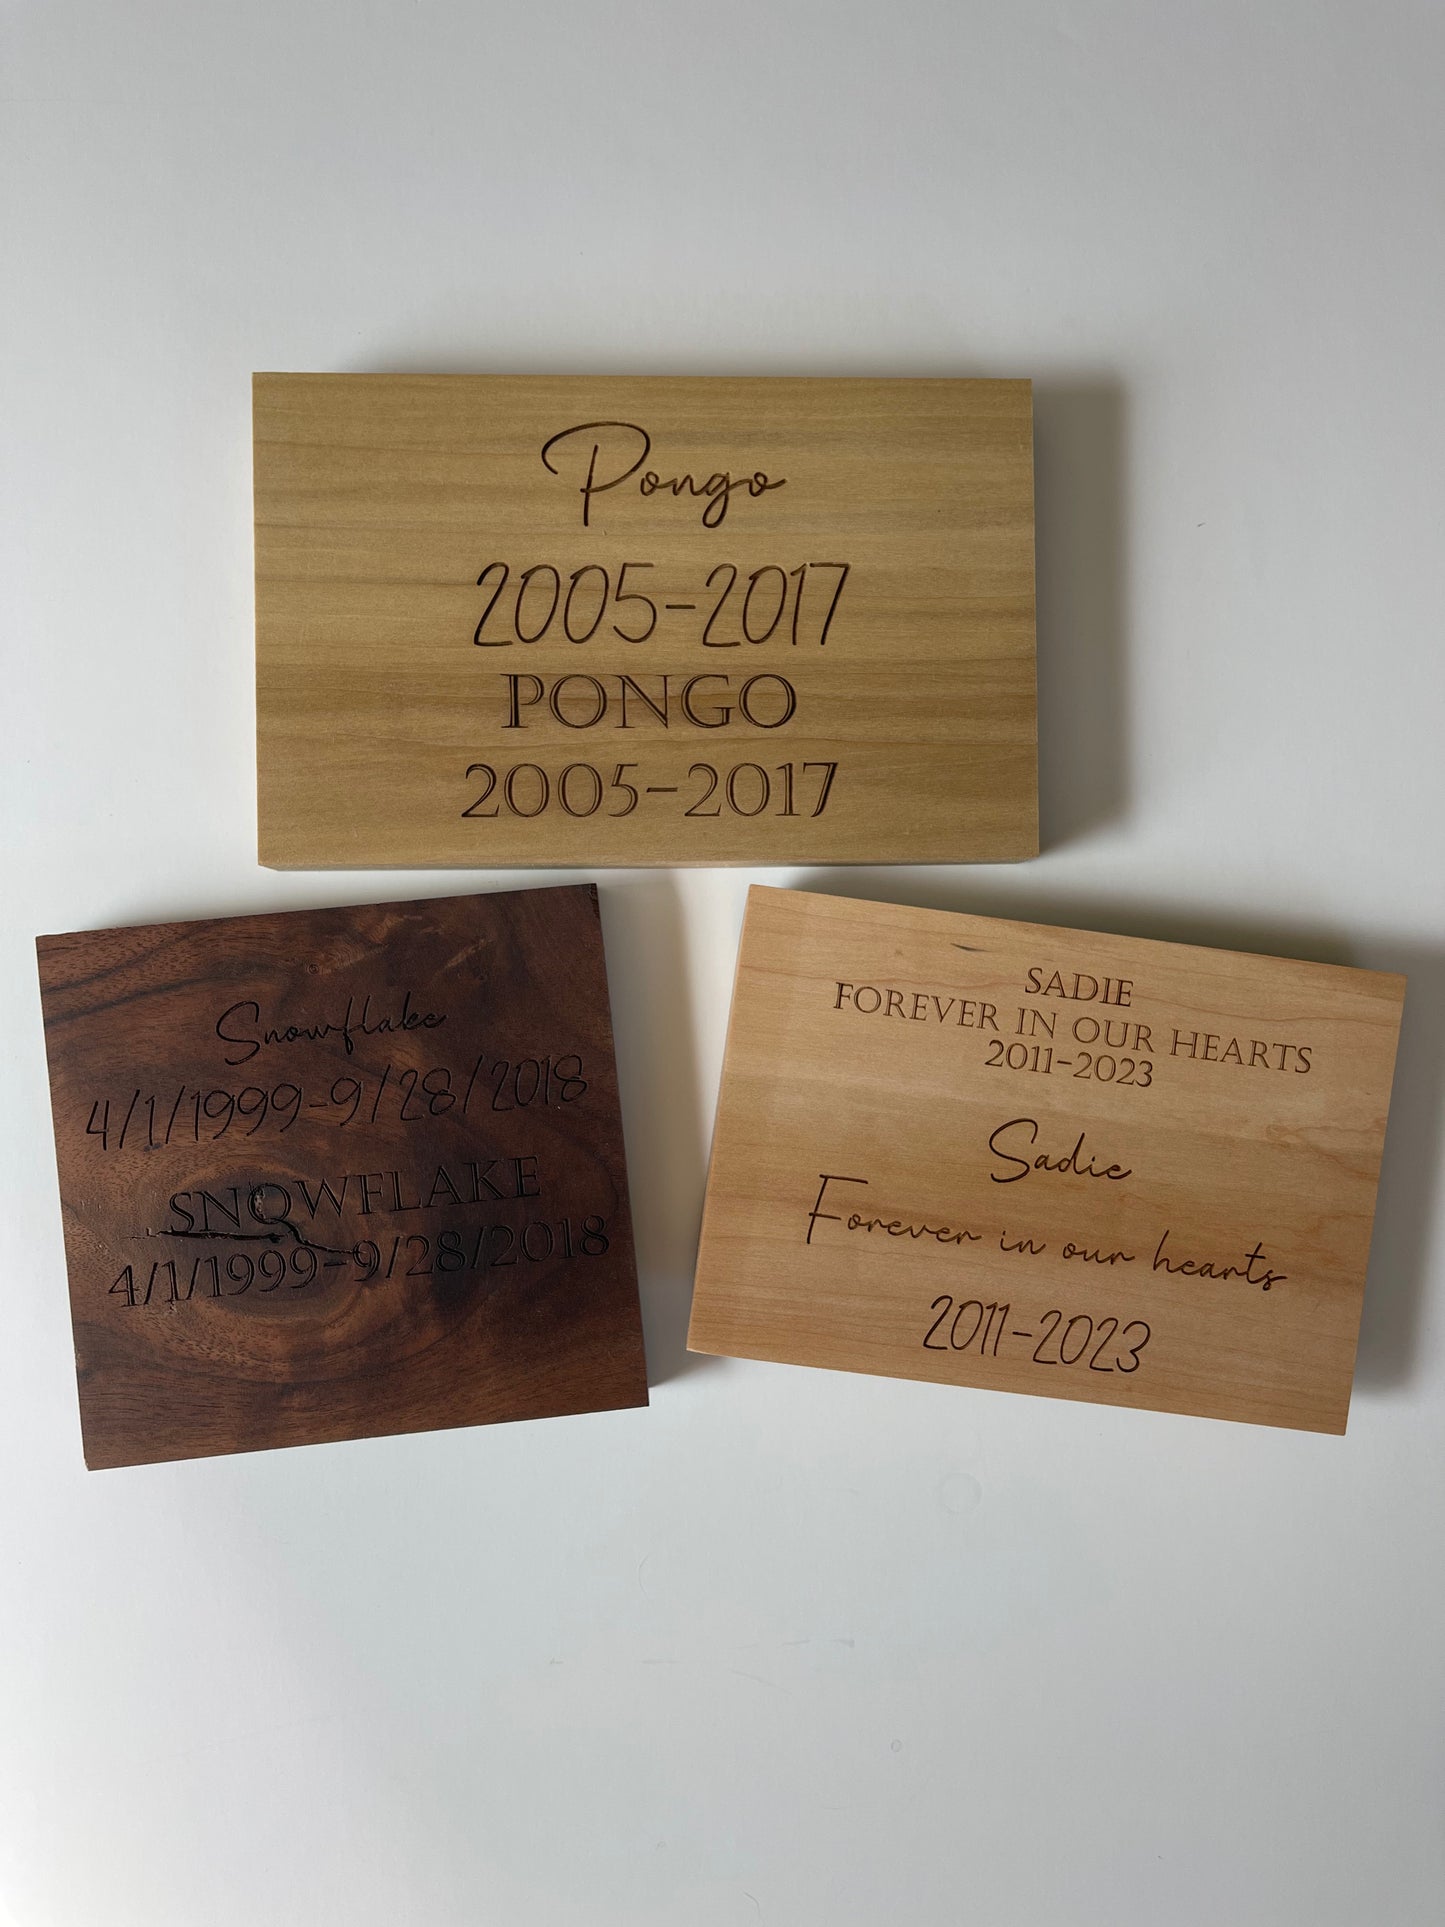 Pongo
2005-2017
PONGO
2005-2017
Snowflake
4/1/1999-9/28/2018
SNOWFLAKE
4/1/1999-9/28/2018
SADIE
FOREVER IN OUR HEARTS
2011-2023
Sadie
Forever in our hearts
2011-2023